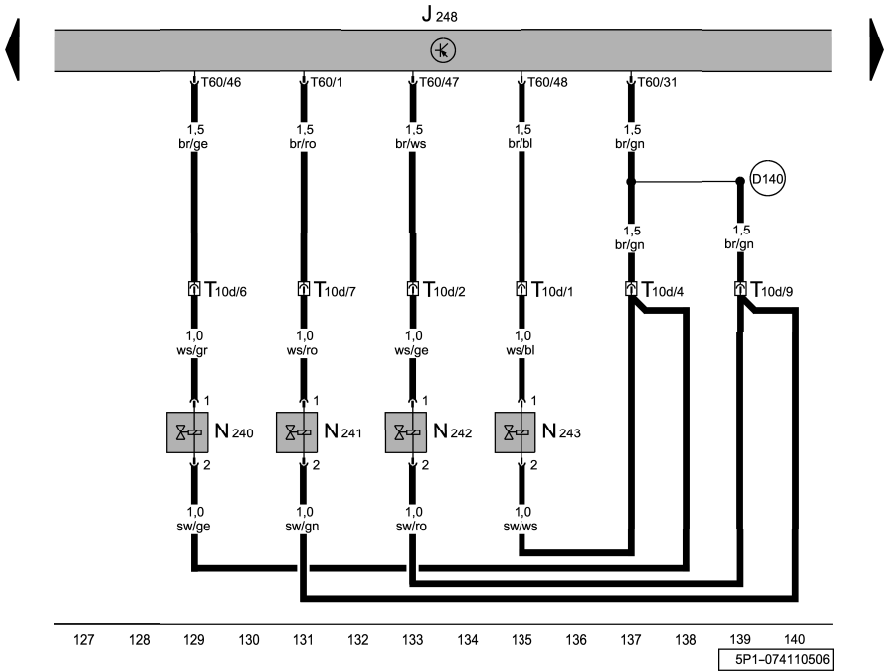 J 248
T60/46 T60/1 T60/47 T60/48 T60/31
1,5 1,5 1,5 1,5 1,5
br/ge br/ro br/ws br/bl br/gn
D140
1,5 1,5
br/gn br/gn
T10d/6 T10d/7 T10d/2 T10d/1 T10d/4 T10d/9
1,0 1,0 1,0 1,0
ws/gr ws/ro ws/ge ws/bl
1 1 1 1
N 240 N 241 N 242 N 243
2 2 2 2
1,0 1,0 1,0 1,0
sw/ge sw/gn sw/ro sw/ws
127 128 129 130 131 132 133 134 135 136 137 138 139 140
5P1-074110506